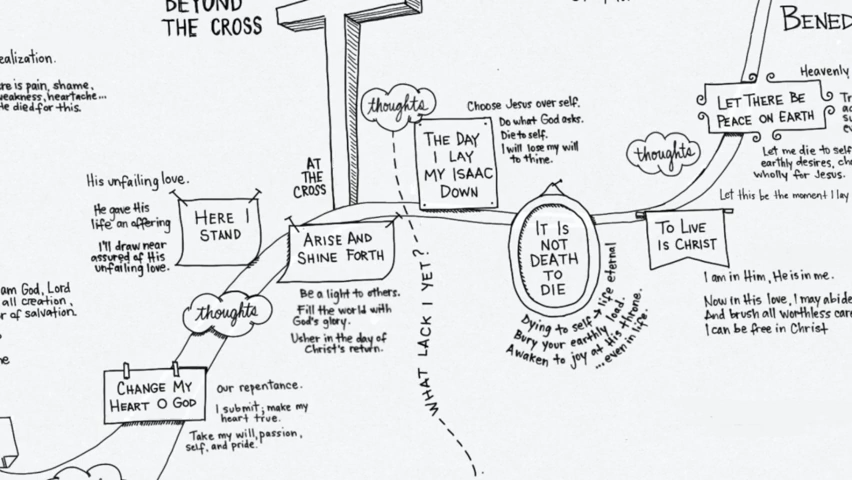 BEYOND
THE CROSS
BENED
ealization.
re is pain, shame,
weakness, heartache...
He died for this.
thoughts
Choose Jesus over self.
Do what God asks.
Die to self.
I will lose my will
to thine.
THE DAY
I LAY
MY ISAAC
DOWN
Heavenly
LET THERE BE
PEACE ON EARTH
thoughts
Let me die to self
earthly desires, ch
wholly for Jesus.
Let this be the moment I lay
AT
THE
CROSS
His unfailing love.
He gave His
life an offering
I'll draw near
assured of His
unfailing love.
HERE I
STAND
ARISE AND
SHINE FORTH
IT IS
NOT
DEATH
TO
DIE
TO LIVE
IS CHRIST
I am in Him, He is in me.
Now in His love, I may abide
And brush all worthless car
I can be free in Christ
am God, Lord
all creation,
r of salvation.
thoughts
Be a light to others.
Fill the world with
God's glory.
Usher in the day of
Christ's return.
WHAT LACK I YET?
Dying to self → life eternal
Bury your earthly load.
Awaken to joy at His throne.
...even in life.
CHANGE MY
HEART O GOD
our repentance.
I submit; make my
heart true.
Take my will, passion,
self, and pride.